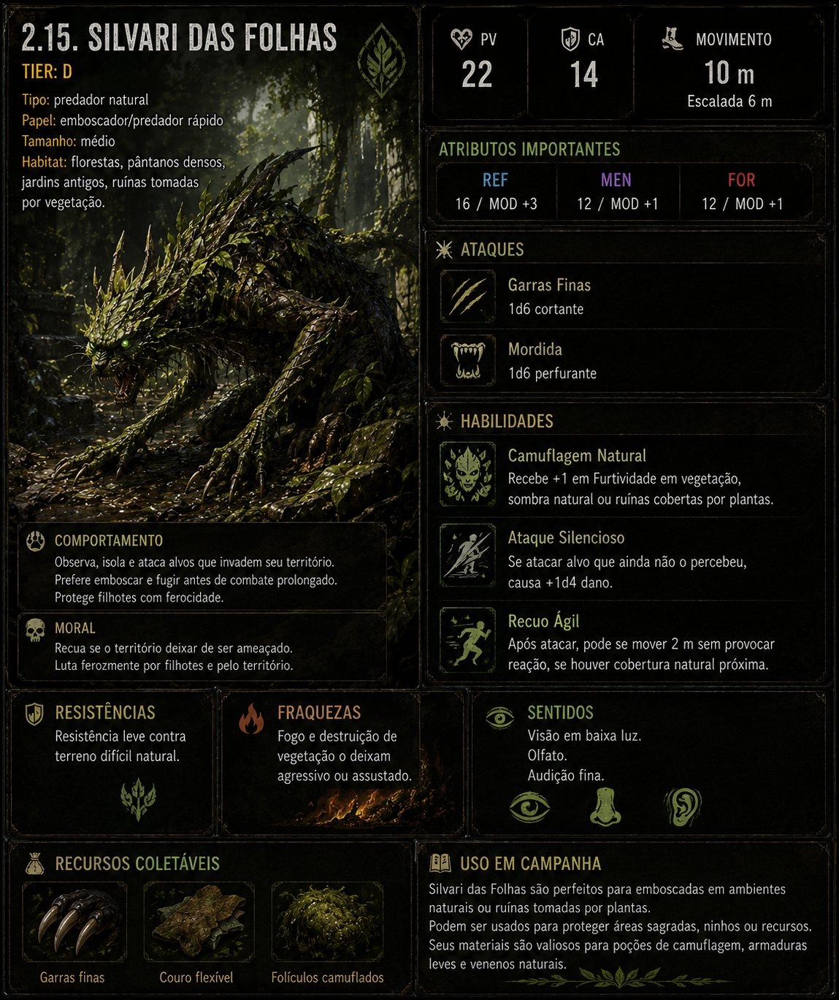 2.15. SILVARI DAS FOLHAS
TIER: D
Tipo: predador natural
Papel: emboscador/predador rápido
Tamanho: médio
Habitat: florestas, pântanos densos,
jardins antigos, ruínas tomadas
por vegetação.
PV
22
CA
14
MOVIMENTO
10 m
Escalada 6 m
ATRIBUTOS IMPORTANTES
REF
16 / MOD +3
MEN
12 / MOD +1
FOR
12 / MOD +1
ATAQUES
Garras Finas
1d6 cortante
Mordida
1d6 perfurante
HABILIDADES
Camuflagem Natural
Recebe +1 em Furtividade em vegetação,
sombra natural ou ruínas cobertas por plantas.
Ataque Silencioso
Se atacar alvo que ainda não o percebeu,
causa +1d4 dano.
Recuo Ágil
Após atacar, pode se mover 2 m sem provocar
reação, se houver cobertura natural próxima.
COMPORTAMENTO
Observa, isola e ataca alvos que invadem seu território.
Prefere emboscar e fugir antes de combate prolongado.
Protege filhotes com ferocidade.
MORAL
Recua se o território deixar de ser ameaçado.
Luta ferozmente por filhotes e pelo território.
RESISTÊNCIAS
Resistência leve contra
terreno difícil natural.
FRAQUEZAS
Fogo e destruição de
vegetação o deixam
agressivo ou assustado.
SENTIDOS
Visão em baixa luz.
Olfato.
Audição fina.
RECURSOS COLETÁVEIS
Garras finas
Couro flexível
Folículos camuflados
USO EM CAMPANHA
Silvari das Folhas são perfeitos para emboscadas em ambientes
naturais ou ruínas tomadas por plantas.
Podem ser usados para proteger áreas sagradas, ninhos ou recursos.
Seus materiais são valiosos para poções de camuflagem, armaduras
leves e venenos naturais.